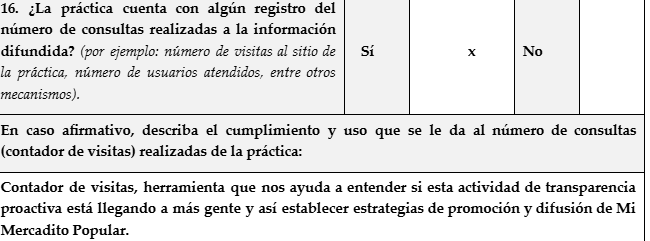 16. ¿La práctica cuenta con algún registro del
número de consultas realizadas a la información
difundida? (por ejemplo: número de visitas al sitio de
la práctica, número de usuarios atendidos, entre otros
mecanismos).
Sí x No
En caso afirmativo, describa el cumplimiento y uso que se le da al número de consultas
(contador de visitas) realizadas de la práctica:
Contador de visitas, herramienta que nos ayuda a entender si esta actividad de transparencia
proactiva está llegando a más gente y así establecer estrategias de promoción y difusión de Mi
Mercadito Popular.